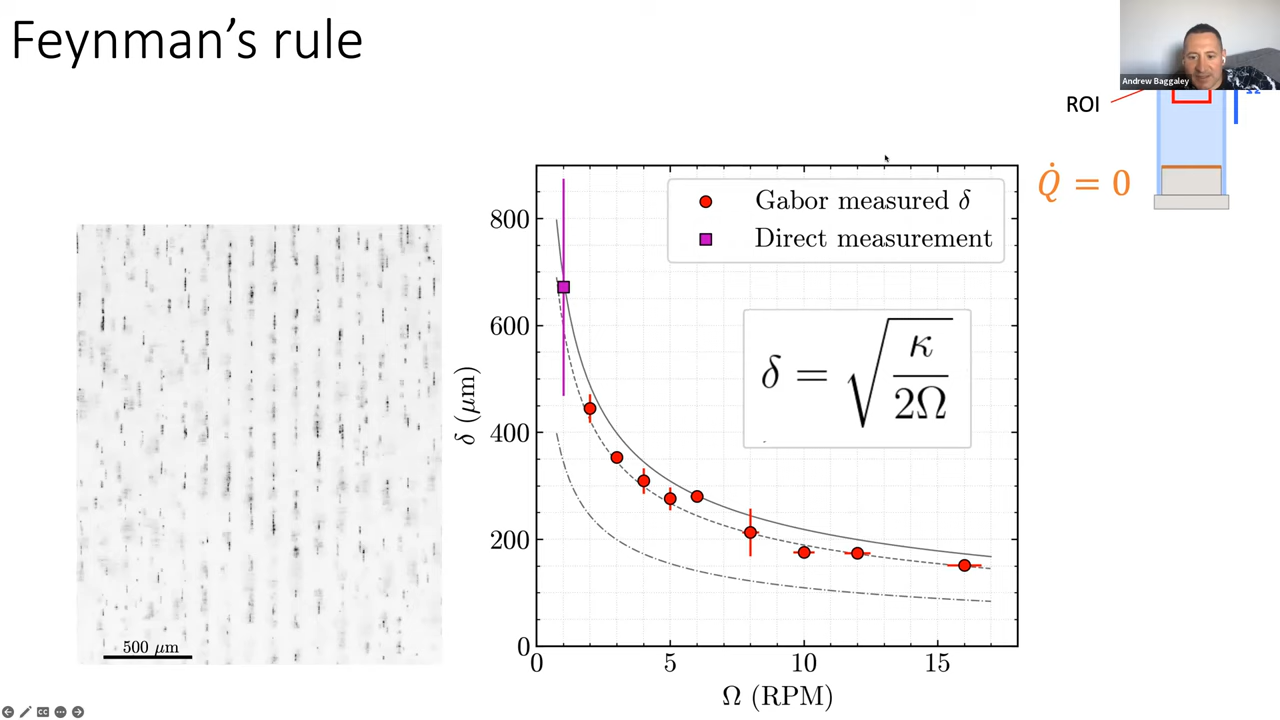 Feynman's rule
Andrew Baggaley
ROI
Q̇ = 0
Gabor measured δ
Direct measurement
δ = √(κ/2Ω)
800
600
400
200
0
δ (μm)
0
5
10
15
Ω (RPM)
500 μm
CC